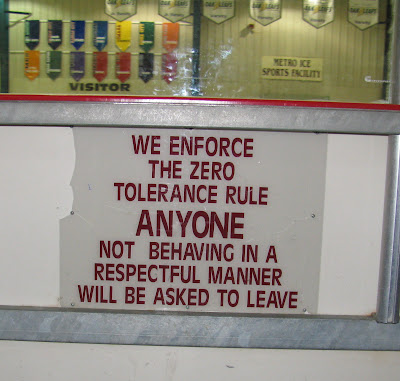 VISITOR
METRO ICE
SPORTS FACILITY
WE ENFORCE
THE ZERO
TOLERANCE RULE
ANYONE
NOT BEHAVING IN A
RESPECTFUL MANNER
WILL BE ASKED TO LEAVE